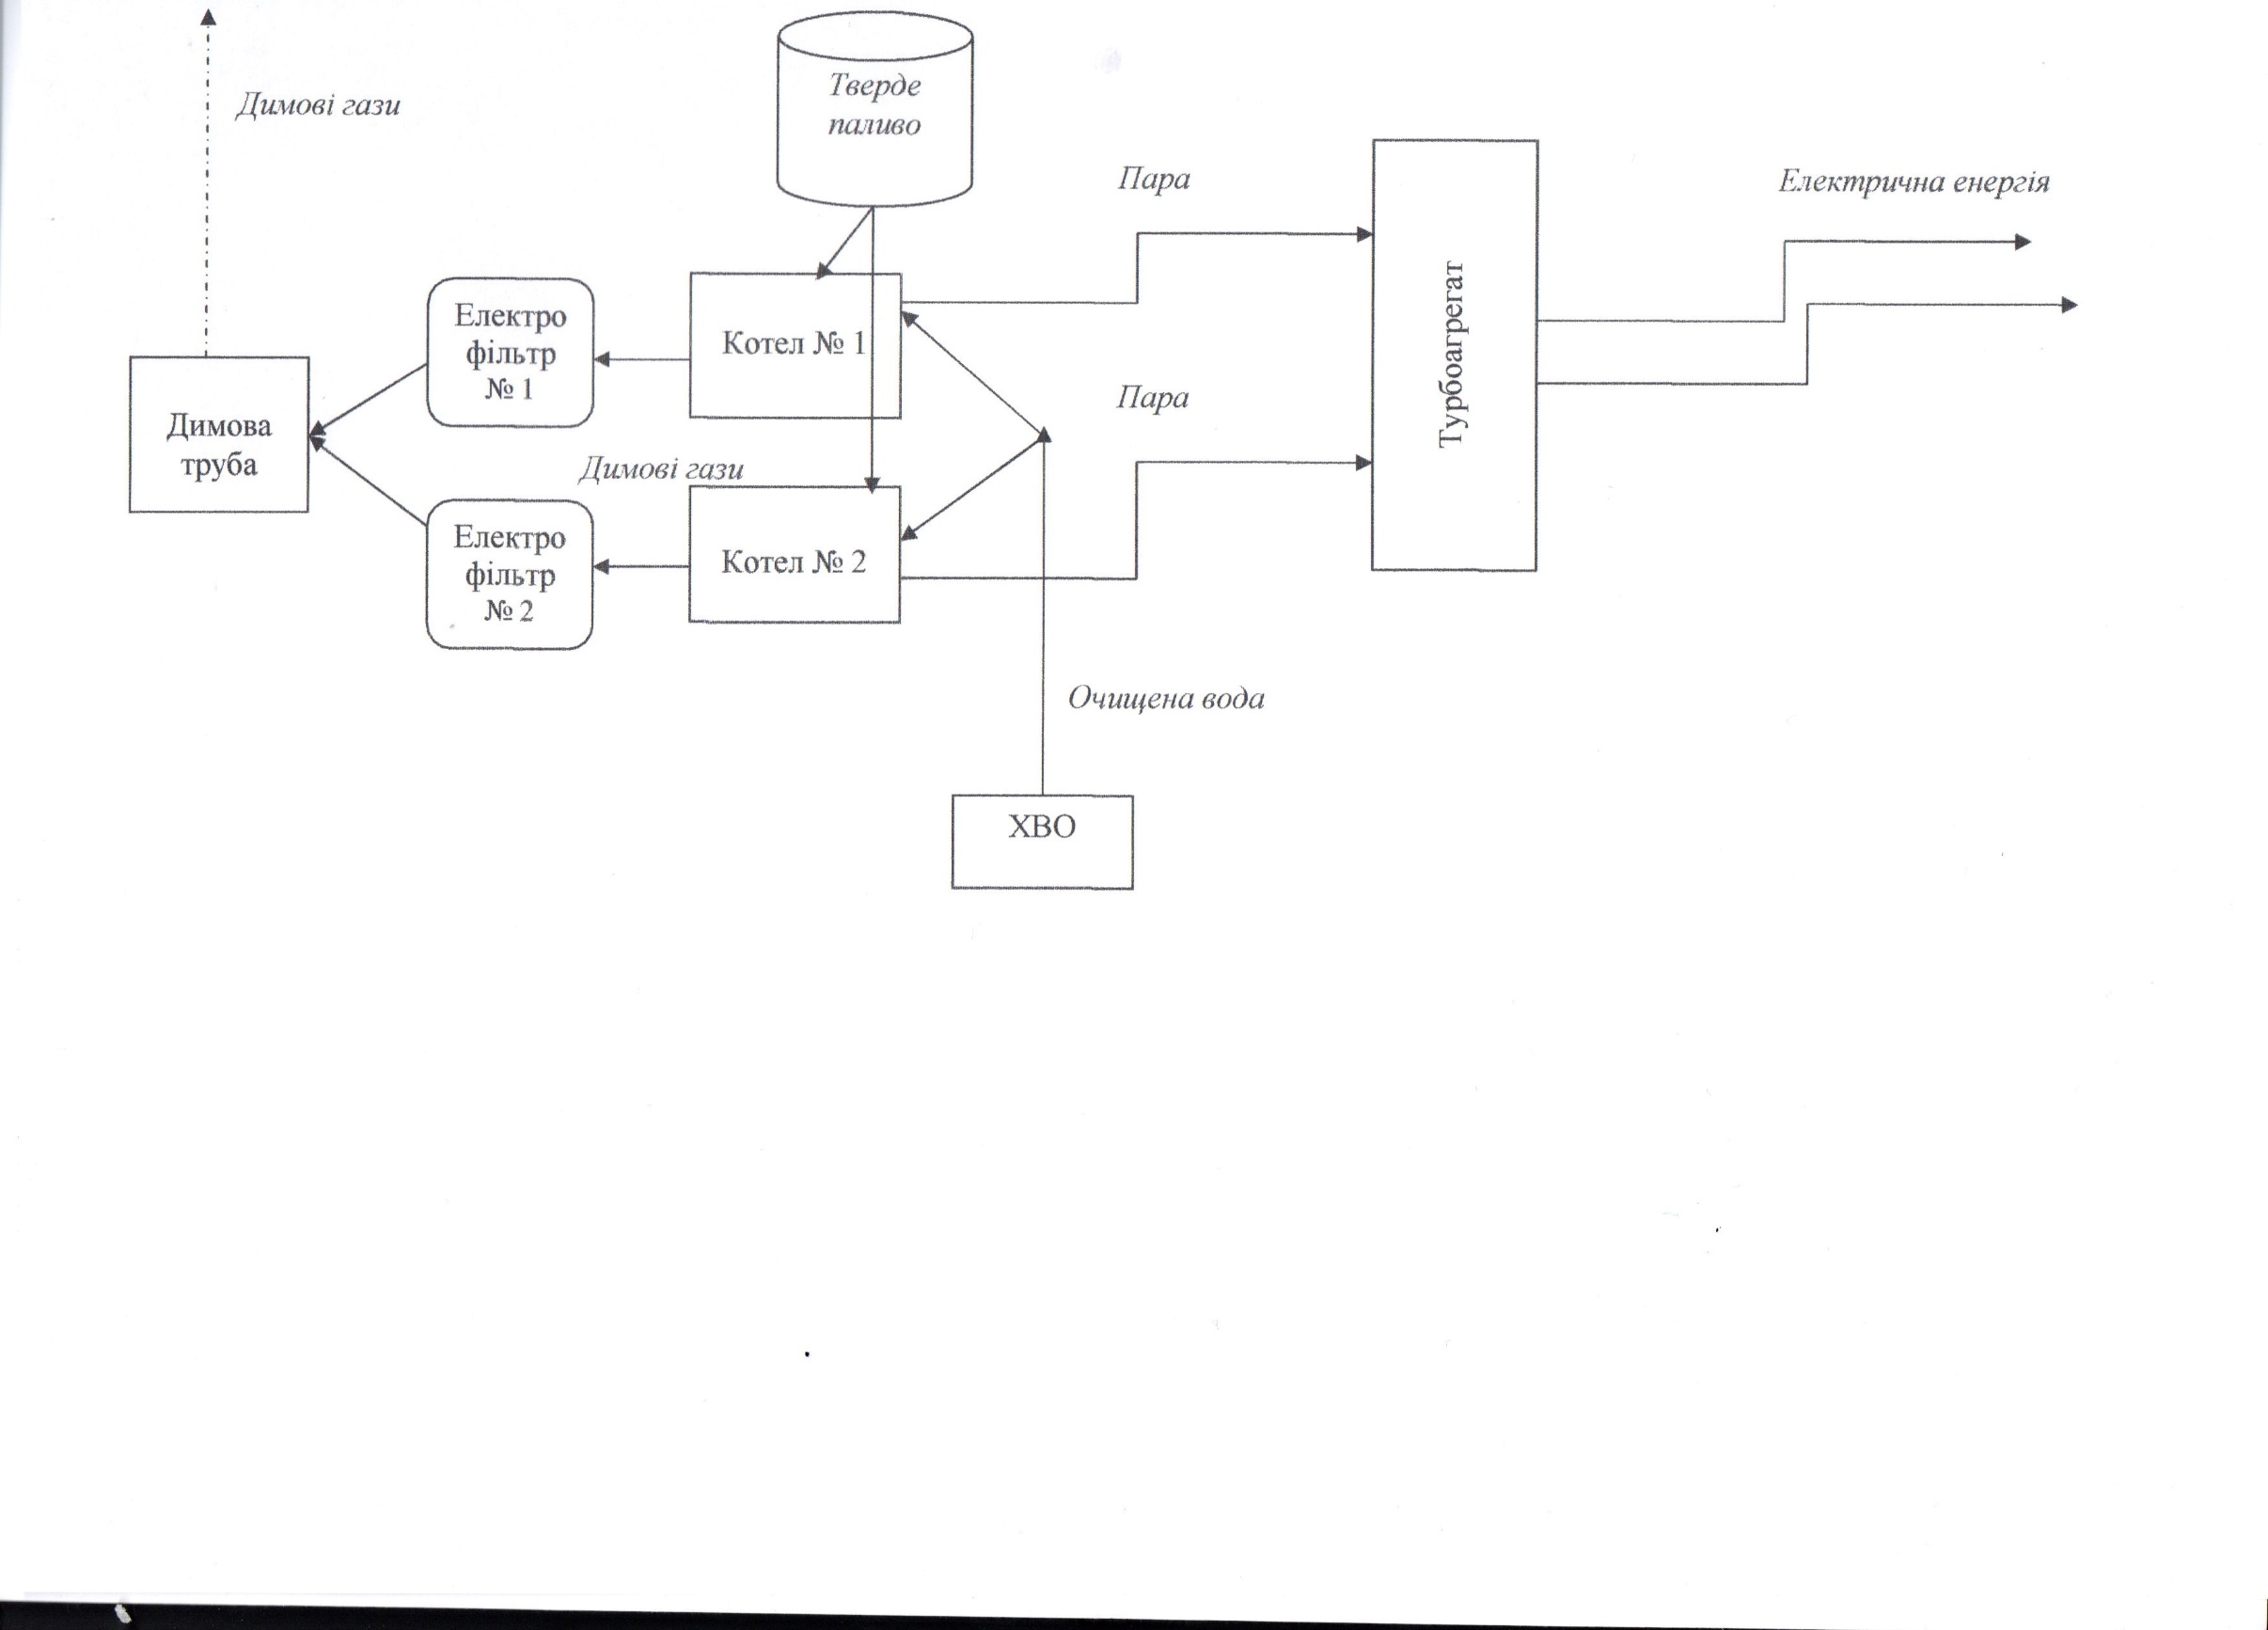 Димові гази
Тверде
паливо
Пара
Електрична енергія
Електро
фільтр
№ 1
Котел № 1
Турбоагрегат
Димова
труба
Пара
Димові гази
Електро
фільтр
№ 2
Котел № 2
Очищена вода
ХВО